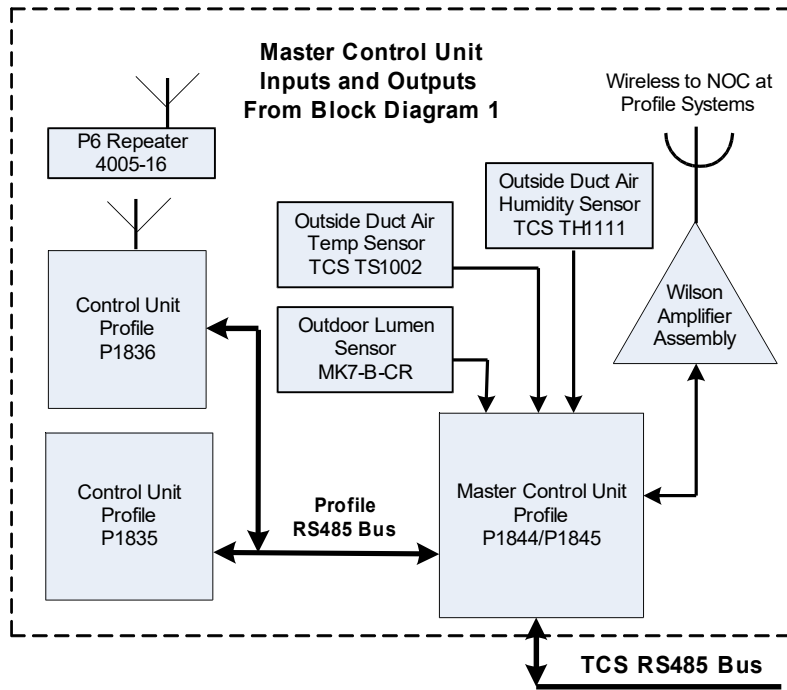 Master Control Unit
Inputs and Outputs
From Block Diagram 1
Wireless to NOC at
Profile Systems
P6 Repeater
4005-16
Outside Duct Air
Humidity Sensor
TCS TH1111
Outside Duct Air
Temp Sensor
TCS TS1002
Control Unit
Profile
P1836
Wilson
Amplifier
Assembly
Outdoor Lumen
Sensor
MK7-B-CR
Control Unit
Profile
P1835
Profile
RS485 Bus
Master Control Unit
Profile
P1844/P1845
TCS RS485 Bus